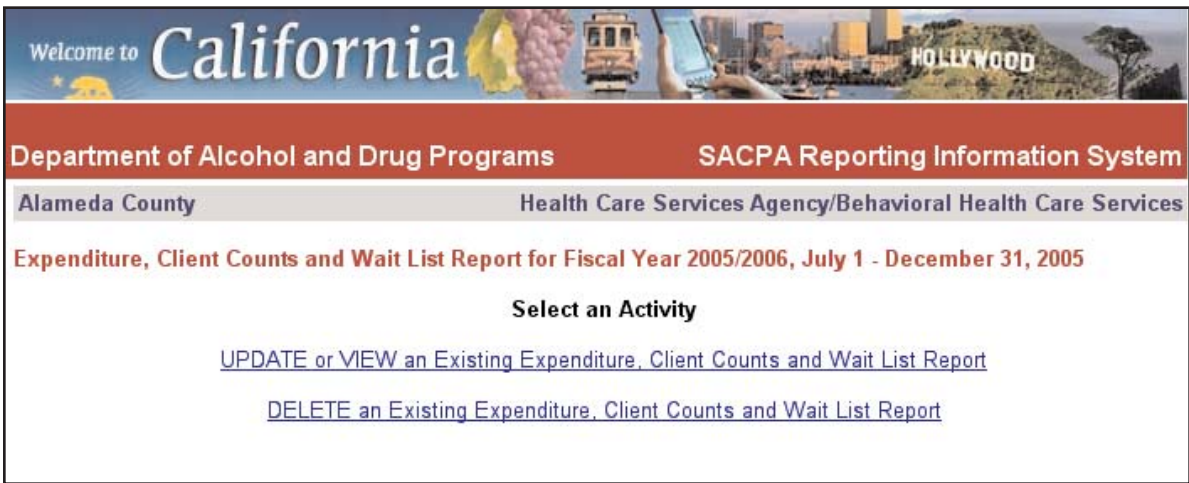 Welcome to California
HOLLYWOOD
Department of Alcohol and Drug Programs SACPA Reporting Information System
Alameda County Health Care Services Agency/Behavioral Health Care Services
Expenditure, Client Counts and Wait List Report for Fiscal Year 2005/2006, July 1 - December 31, 2005
Select an Activity
UPDATE or VIEW an Existing Expenditure, Client Counts and Wait List Report
DELETE an Existing Expenditure, Client Counts and Wait List Report